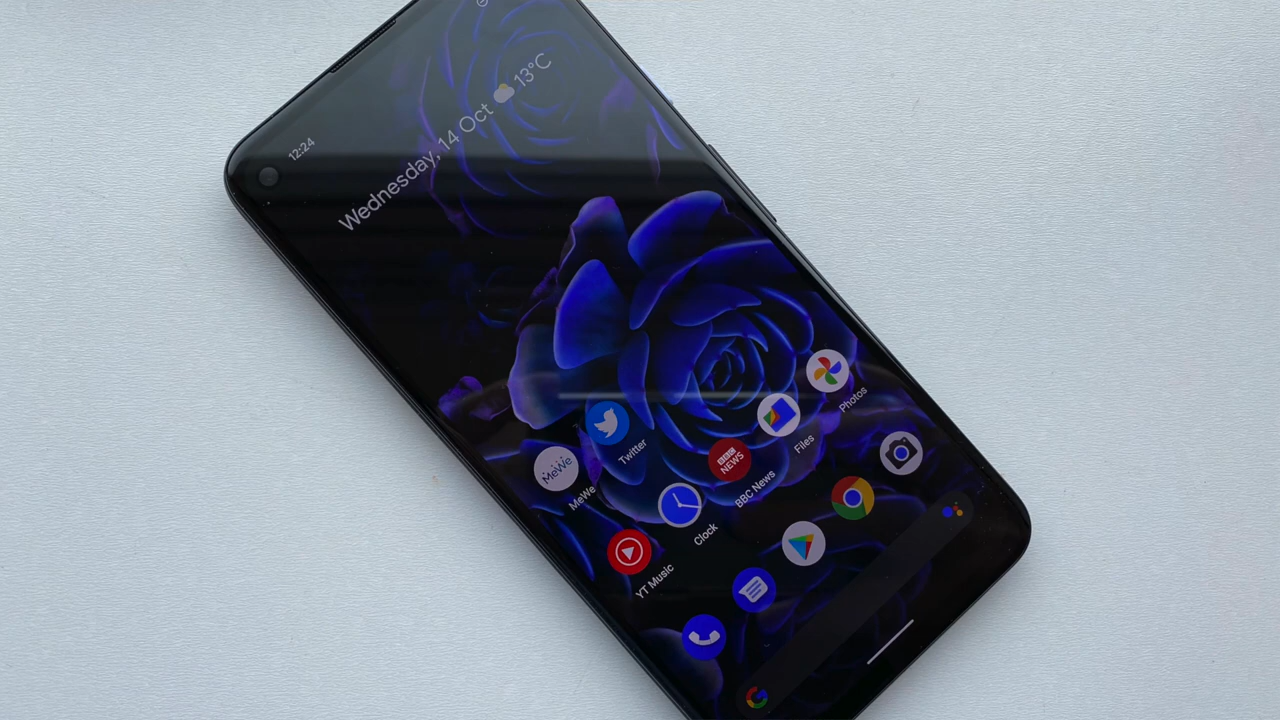 12:24
Wednesday, 14 Oct 13°C
MeWe
MeWe
Twitter
BBC
NEWS
BBC News
Files
Photos
YT Music
Clock
G